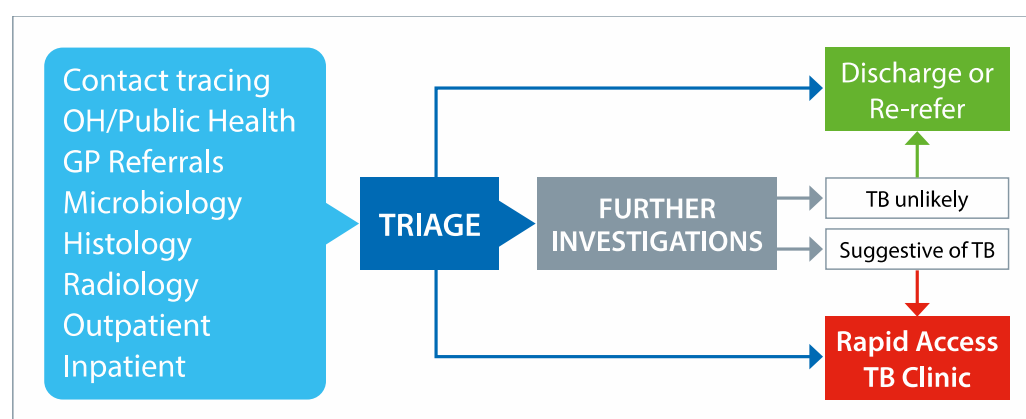 Contact tracing
OH/Public Health
GP Referrals
Microbiology
Histology
Radiology
Outpatient
Inpatient
TRIAGE
FURTHER
INVESTIGATIONS
TB unlikely
Suggestive of TB
Discharge or
Re-refer
Rapid Access
TB Clinic